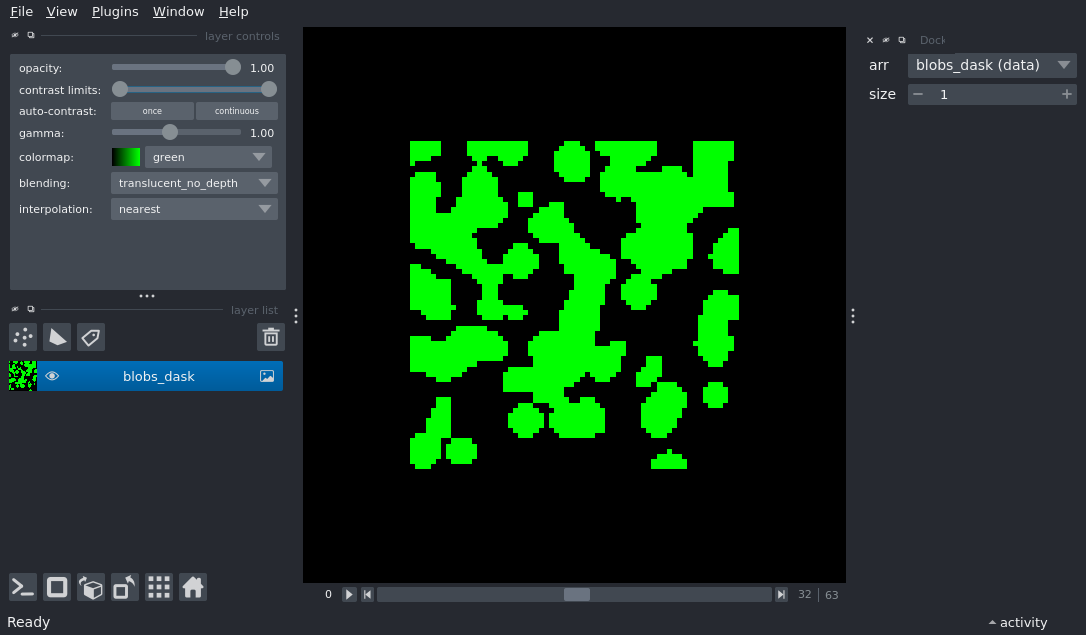 File View Plugins Window Help
layer controls
opacity: 1.00
contrast limits:
auto-contrast: once continuous
gamma: 1.00
colormap: green
blending: translucent_no_depth
interpolation: nearest
layer list
blobs_dask
Dock
arr blobs_dask (data)
size 1
0 32 63
Ready
activity